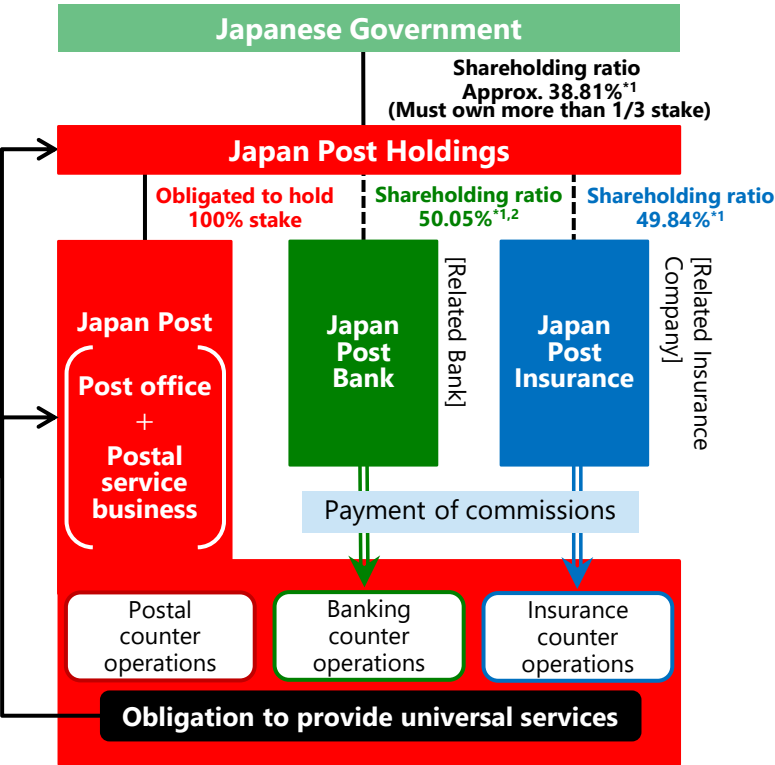 Japanese Government
Shareholding ratio
Approx. 38.81%*1
(Must own more than 1/3 stake)
Japan Post Holdings
Obligated to hold
100% stake
Shareholding ratio
50.05%*1,2
Shareholding ratio
49.84%*1
Japan Post
Post office
+
Postal
service
business
Japan
Post
Bank
[Related Bank]
Japan
Post
Insurance
[Related Insurance
Company]
Payment of commissions
Postal
counter
operations
Banking
counter
operations
Insurance
counter
operations
Obligation to provide universal services